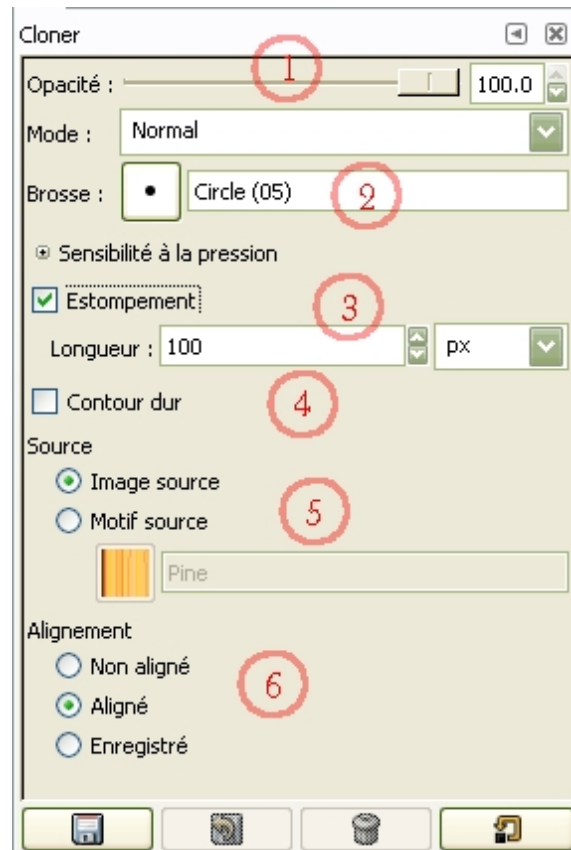 Cloner
1
Opacité : 100.0
Mode : Normal
Brosse : Circle (05) 2
Sensibilité à la pression
Estompement 3
Longueur : 100 px
Contour dur 4
Source
Image source
Motif source 5
Pine
Alignement
Non aligné
6
Aligné
Enregistré